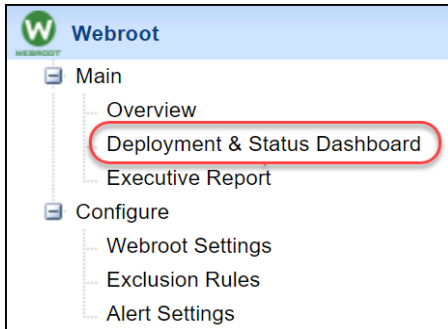 W
WEBROOT
Webroot
Main
Overview
Deployment & Status Dashboard
Executive Report
Configure
Webroot Settings
Exclusion Rules
Alert Settings